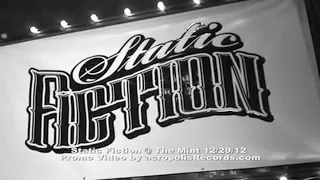 Static
FICTION
Static Fiction @ The Mint 12/29/12
Promo Video by acropolisRecords.com